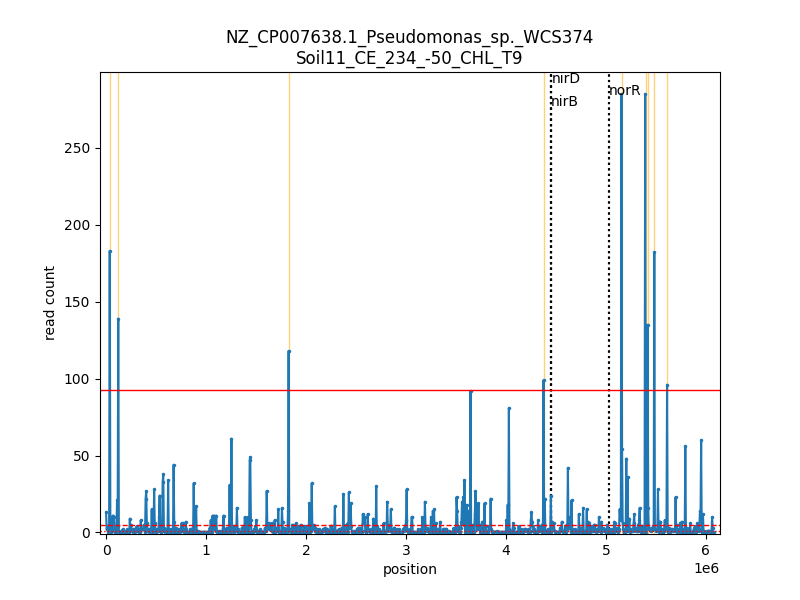 NZ_CP007638.1_Pseudomonas_sp._WCS374
Soil11_CE_234_-50_CHL_T9
nirD
norR
nirB
read count
250
200
150
100
50
0
0 1 2 3 4 5 6
1e6
position